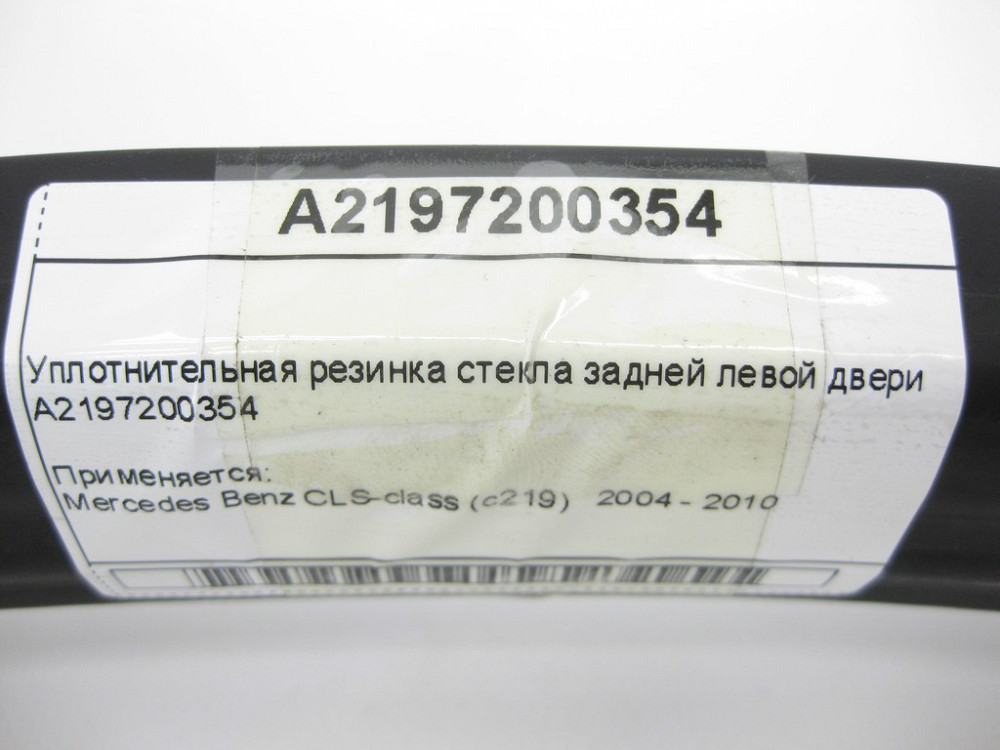 A2197200354
Уплотнительная резинка стекла задней левой двери
A2197200354
Применяется:
Mercedes Benz CLS-class (c219) 2004 - 2010